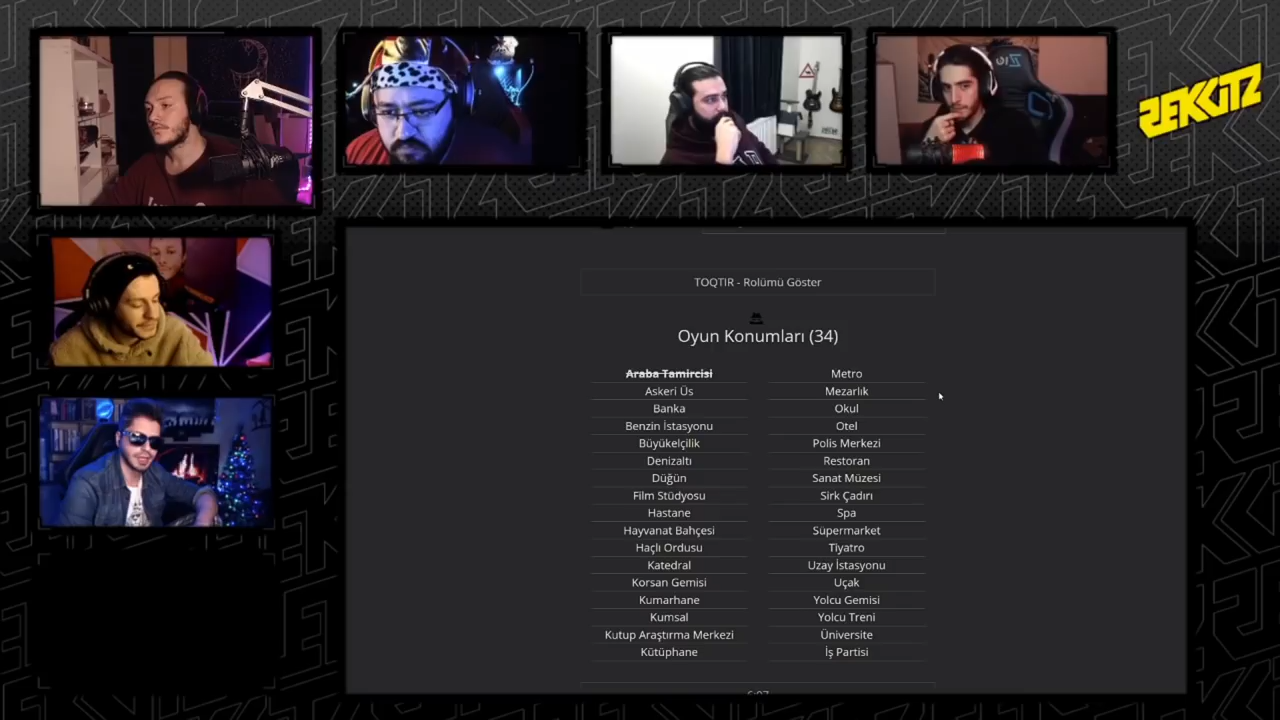 REKKITZ
TOQTIR - Rolümü Göster
Oyun Konumları (34)
Araba Tamircisi
Metro
Askeri Üs
Mezarlık
Banka
Okul
Benzin İstasyonu
Otel
Büyükelçilik
Polis Merkezi
Denizaltı
Restoran
Düğün
Sanat Müzesi
Film Stüdyosu
Sirk Çadırı
Hastane
Spa
Hayvanat Bahçesi
Süpermarket
Haçlı Ordusu
Tiyatro
Katedral
Uzay İstasyonu
Korsan Gemisi
Uçak
Kumarhane
Yolcu Gemisi
Kumsal
Yolcu Treni
Kutup Araştırma Merkezi
Üniversite
Kütüphane
İş Partisi